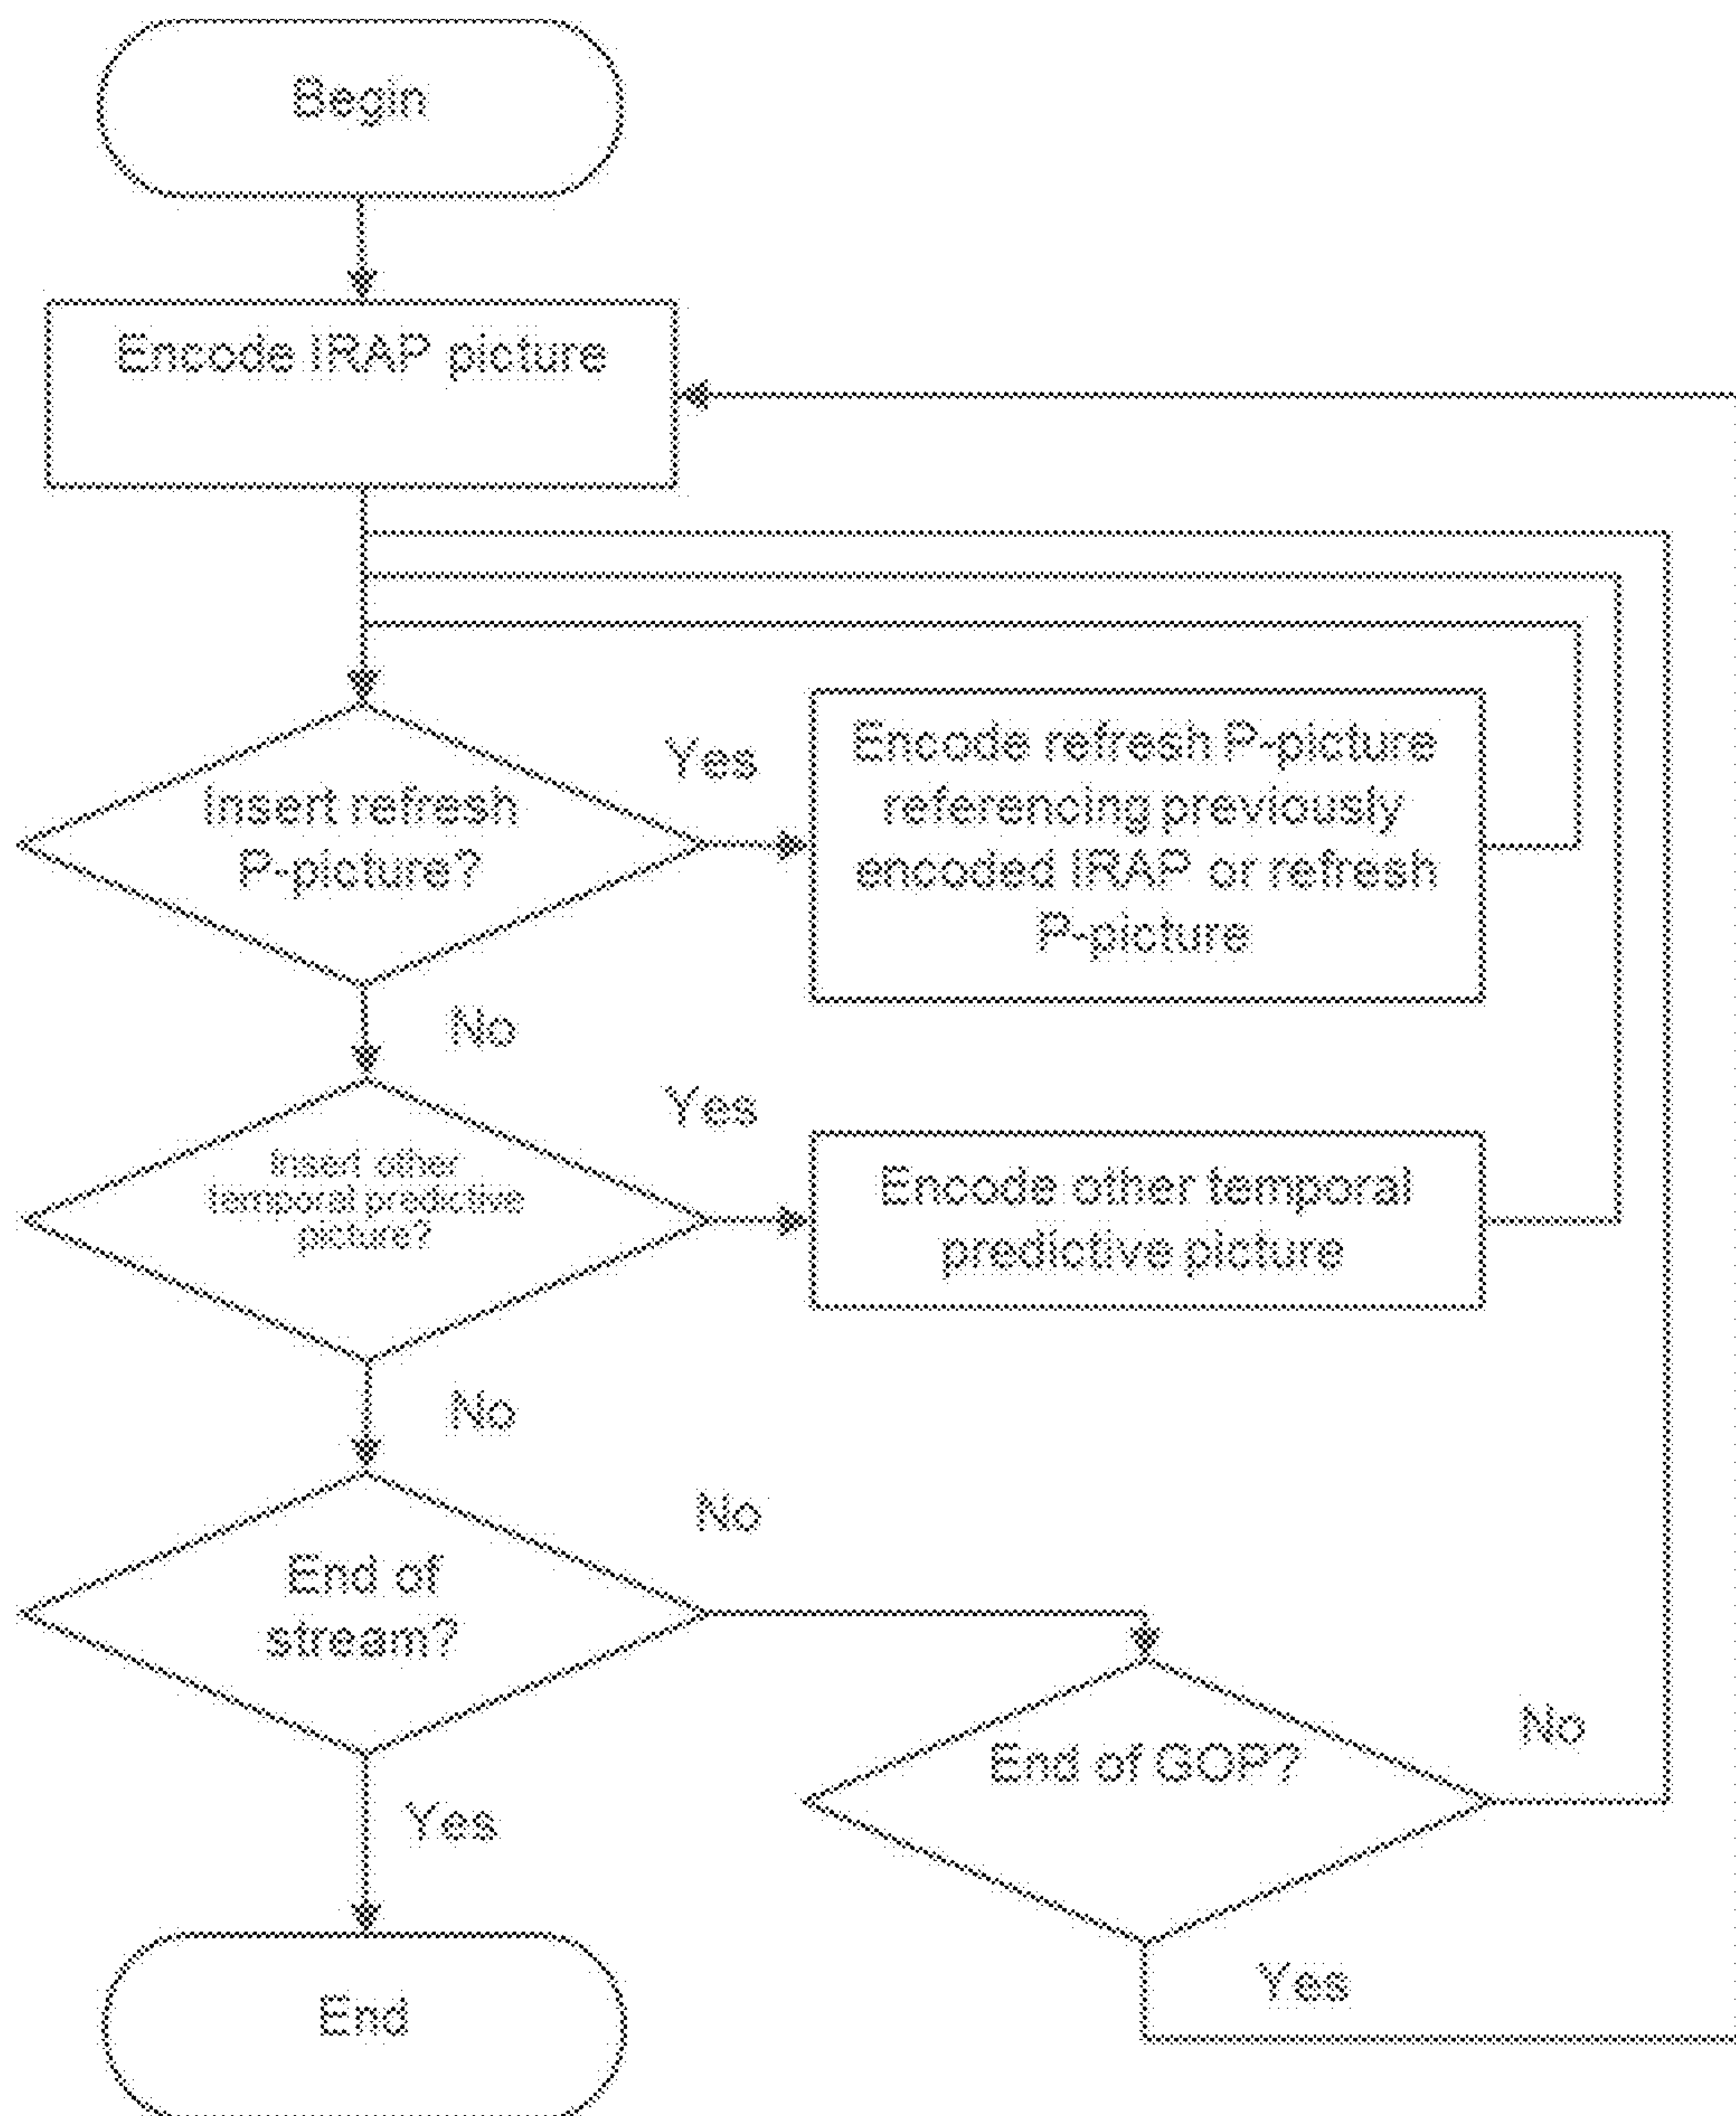 Begin
Encode IRAP picture
Yes
Insert refresh
P-picture?
Encode refresh P-picture
referencing previously
encoded IRAP or refresh
P-picture
No
Yes
Insert other
temporal predictive
picture?
Encode other temporal
predictive picture
No
No
End of
stream?
No
End of GOP?
Yes
Yes
End